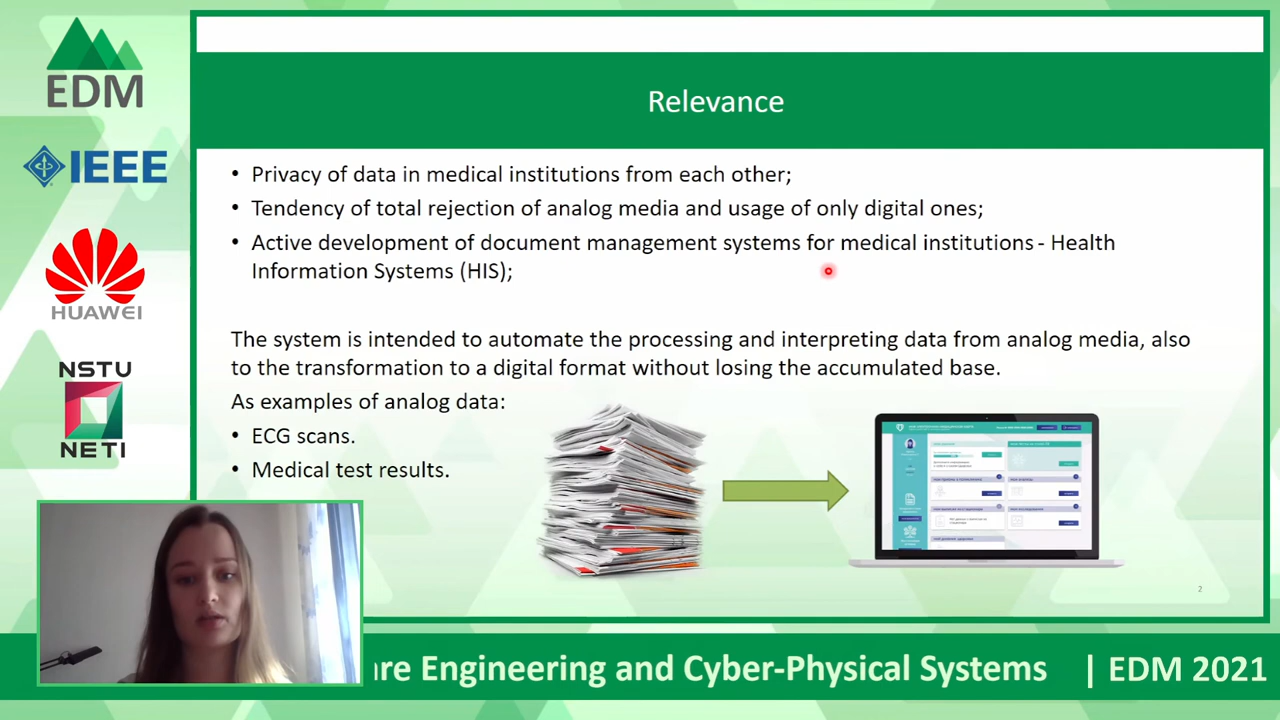 EDM
IEEE
HUAWEI
NSTU
NETI
Relevance
• Privacy of data in medical institutions from each other;
• Tendency of total rejection of analog media and usage of only digital ones;
• Active development of document management systems for medical institutions - Health
Information Systems (HIS);
The system is intended to automate the processing and interpreting data from analog media, also
to the transformation to a digital format without losing the accumulated base.
As examples of analog data:
• ECG scans.
• Medical test results.
2
are Engineering and Cyber-Physical Systems | EDM 2021